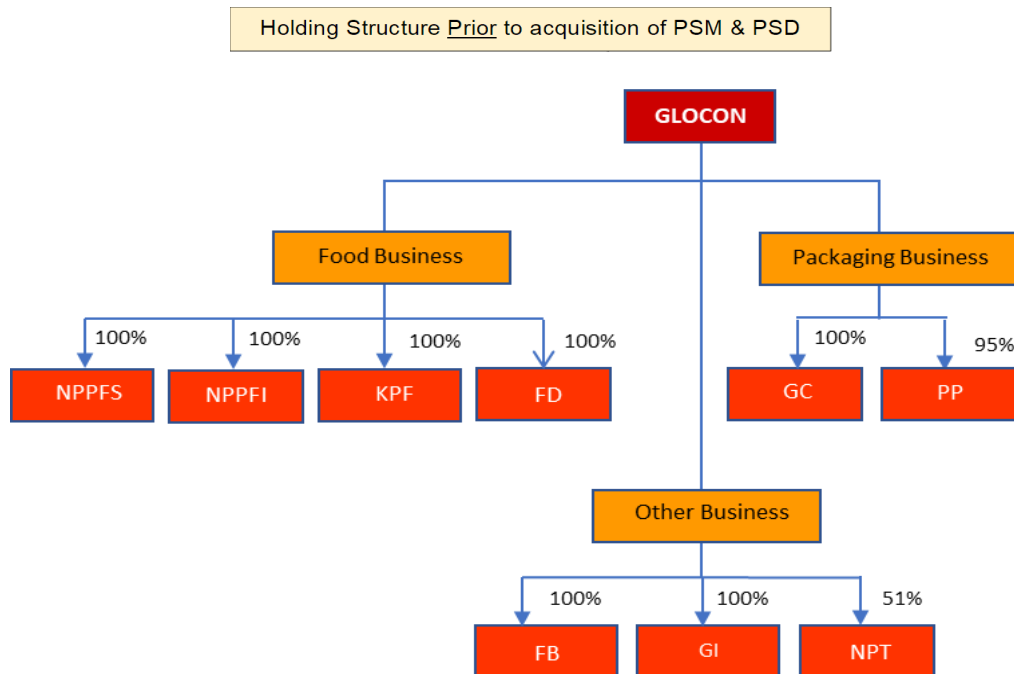 Holding Structure Prior to acquisition of PSM & PSD
GLOCON
Food Business
Packaging Business
100%
100%
100%
100%
100%
95%
NPPFS
NPPFI
KPF
FD
GC
PP
Other Business
100%
100%
51%
FB
GI
NPT